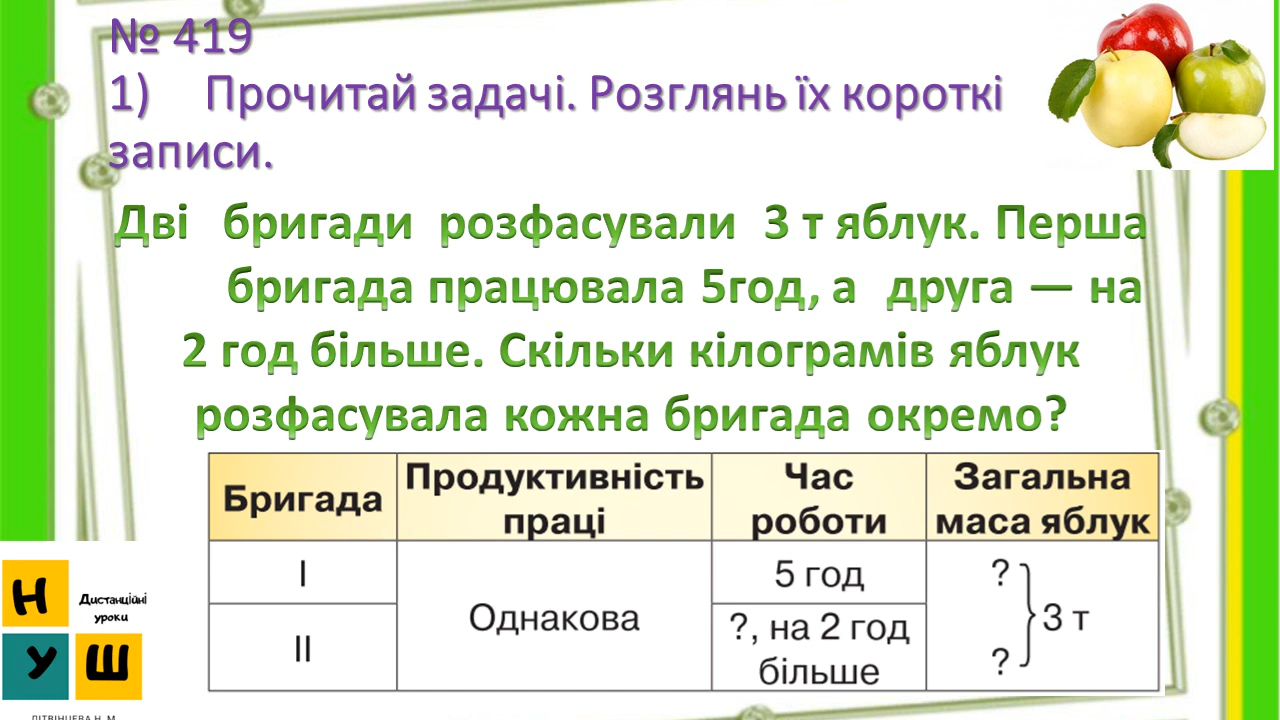 № 419
1) Прочитай задачі. Розглянь їх короткі
записи.
Дві бригади розфасували 3 т яблук. Перша
бригада працювала 5год, а друга — на
2 год більше. Скільки кілограмів яблук
розфасувала кожна бригада окремо?
Бригада Продуктивність праці Час роботи Загальна маса яблук
I 5 год ?
Однакова 3 т
II ?, на 2 год більше ?
Н Дистанційні
уроки
У Ш
ЛІТВІНЦЕВА Н. М